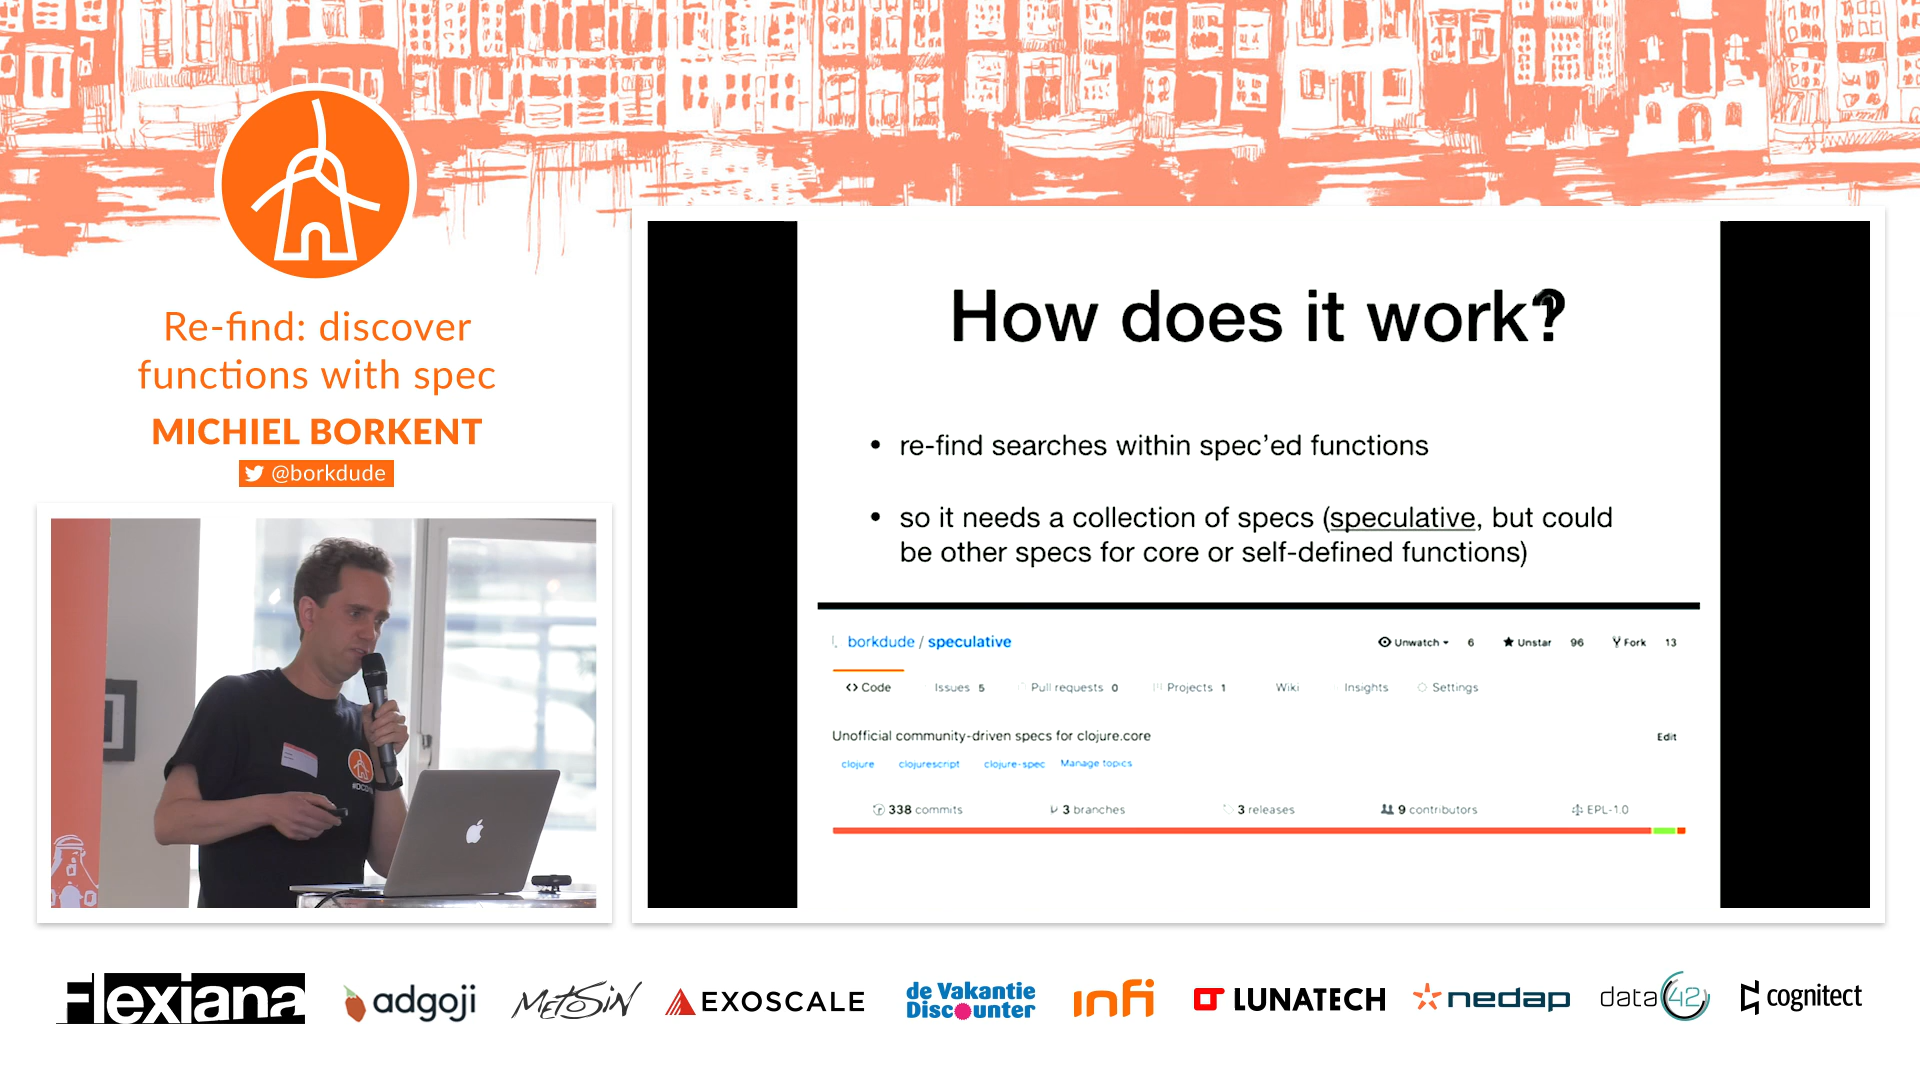 Re-find: discover
functions with spec
MICHIEL BORKENT
@borkdude
How does it work?
• re-find searches within spec’ed functions
• so it needs a collection of specs (speculative, but could
be other specs for core or self-defined functions)
borkdude / speculative
Unwatch 6 Unstar 96 Fork 13
Code Issues 5 Pull requests 0 Projects 1 Wiki Insights Settings
Unofficial community-driven specs for clojure.core
Edit
clojure clojurescript clojure-spec Manage topics
338 commits 3 branches 3 releases 9 contributors EPL-1.0
Flexiana adgoji METOSIN EXOSCALE de Vakantie Discounter infi LUNATECH nedap data 42 cognitect